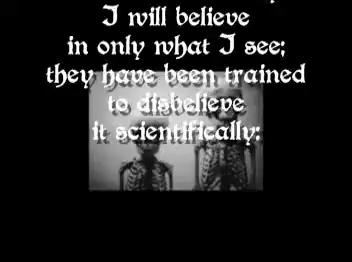 I will believe
in only what I see;
they have been trained
to disbelieve
it scientifically: